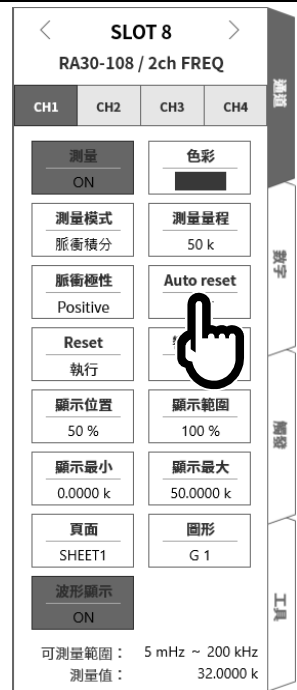 SLOT 8
RA30-108 / 2ch FREQ
CH1 CH2 CH3 CH4
測量
ON
色彩
測量模式
脈衝積分
測量量程
50 k
脈衝極性
Positive
Auto reset
Reset
執行
顯示位置
50 %
顯示範圍
100 %
顯示最小
0.0000 k
顯示最大
50.0000 k
頁面
SHEET1
圖形
G 1
波形顯示
ON
可測量範圍： 5 mHz ~ 200 kHz
測量值： 32.0000 k
通道
數字
觸發
工具